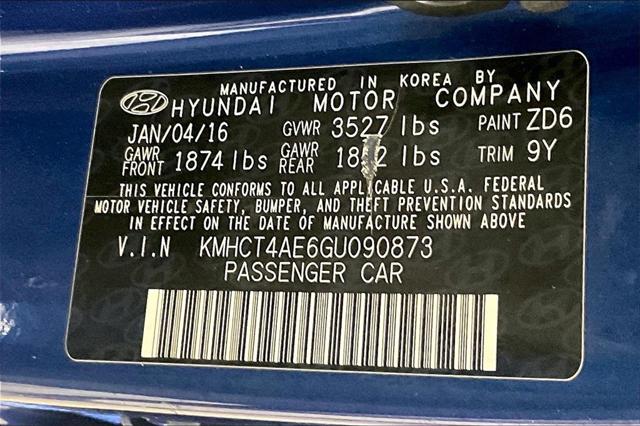 MANUFACTURED IN KOREA BY
HYUNDAI MOTOR COMPANY
JAN/04/16 GVWR 3527 lbs PAINT ZD6
GAWR FRONT 1874 lbs GAWR REAR lbs TRIM 9Y
THIS VEHICLE CONFORMS TO ALL APPLICABLE U.S.A. FEDERAL
MOTOR VEHICLE SAFETY, BUMPER, AND THEFT PREVENTION STANDARDS
IN EFFECT ON THE DATE OF MANUFACTURE SHOWN ABOVE
V.I.N KMHCT4AE6GU090873
PASSENGER CAR